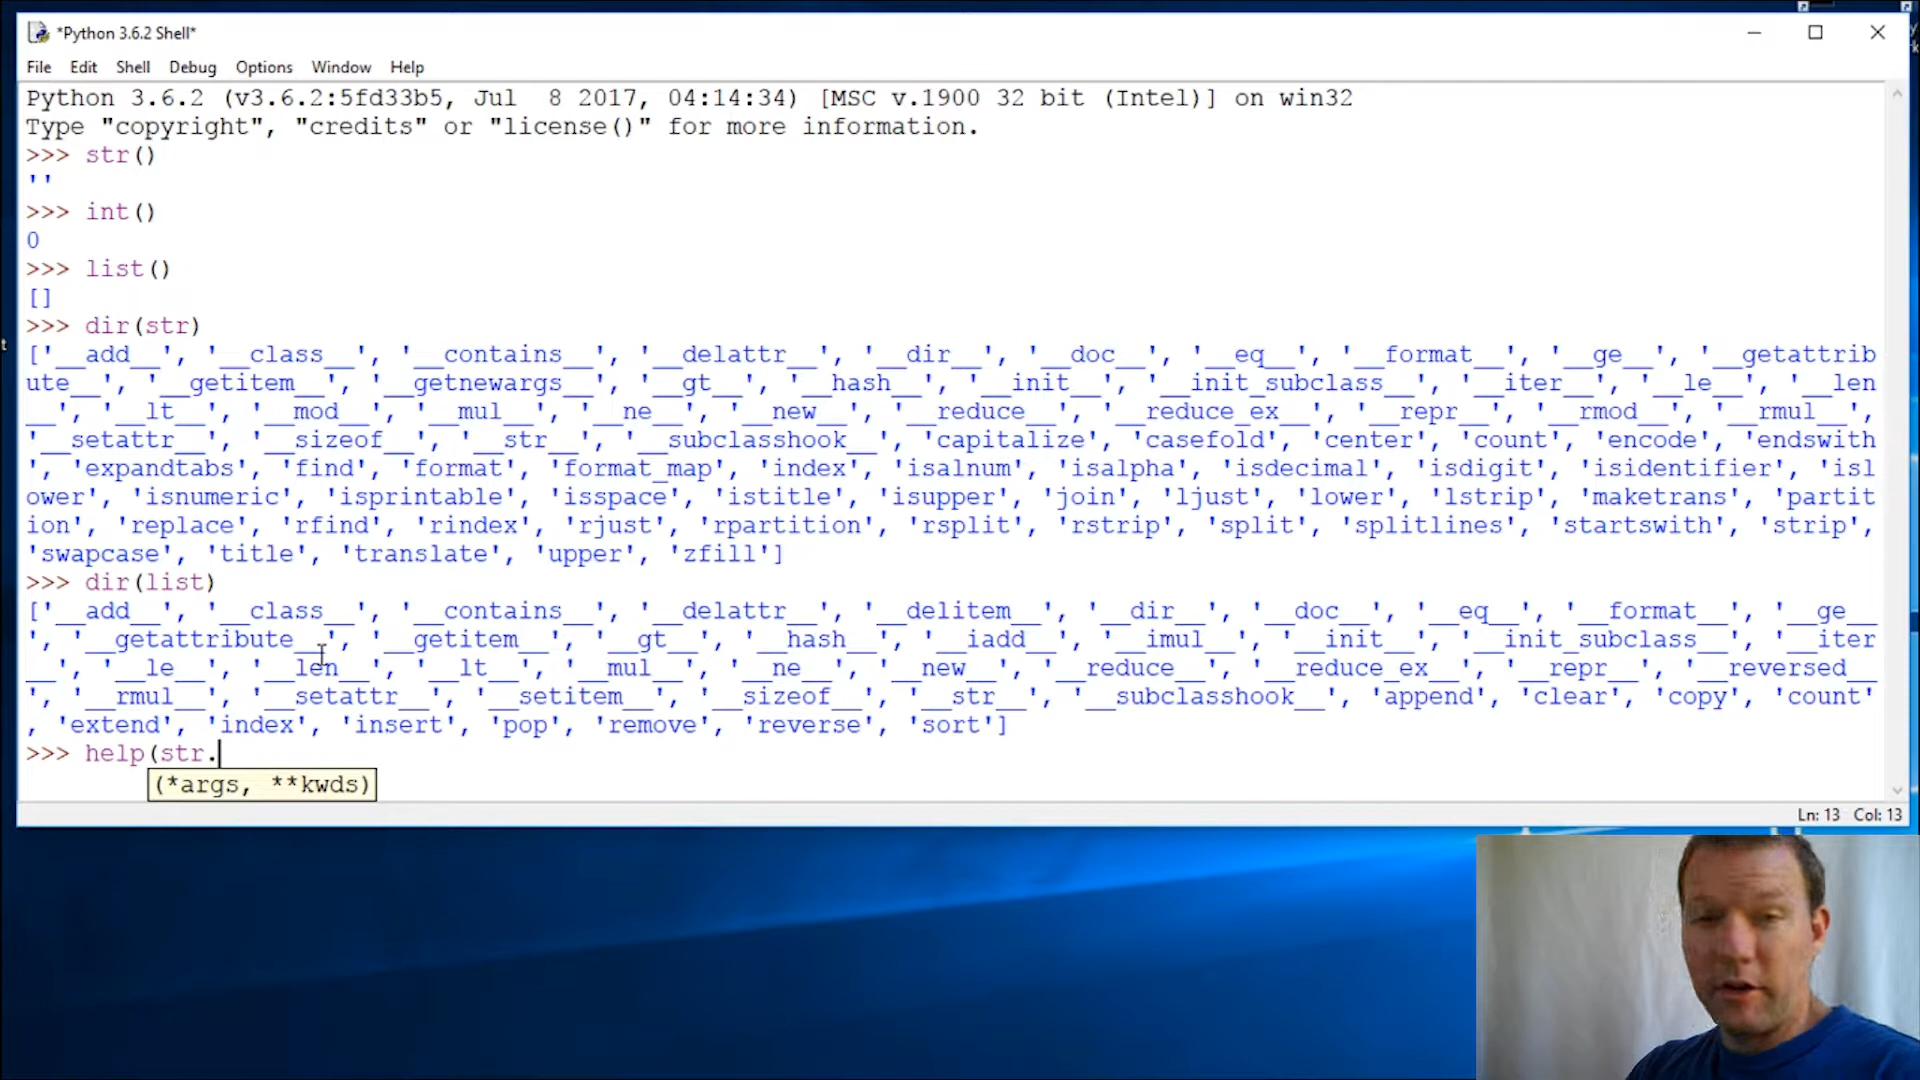 *Python 3.6.2 Shell*
File Edit Shell Debug Options Window Help
Python 3.6.2 (v3.6.2:5fd33b5, Jul  8 2017, 04:14:34) [MSC v.1900 32 bit (Intel)] on win32
Type "copyright", "credits" or "license()" for more information.
>>> str()
''
>>> int()
0
>>> list()
[]
>>> dir(str)
['__add__', '__class__', '__contains__', '__delattr__', '__dir__', '__doc__', '__eq__', '__format__', '__ge__', '__getattrib
ute__', '__getitem__', '__getnewargs__', '__gt__', '__hash__', '__init__', '__init_subclass__', '__iter__', '__le__', '__len
__', '__lt__', '__mod__', '__mul__', '__ne__', '__new__', '__reduce__', '__reduce_ex__', '__repr__', '__rmod__', '__rmul__',
'__setattr__', '__sizeof__', '__str__', '__subclasshook__', 'capitalize', 'casefold', 'center', 'count', 'encode', 'endswith
', 'expandtabs', 'find', 'format', 'format_map', 'index', 'isalnum', 'isalpha', 'isdecimal', 'isdigit', 'isidentifier', 'isl
ower', 'isnumeric', 'isprintable', 'isspace', 'istitle', 'isupper', 'join', 'ljust', 'lower', 'lstrip', 'maketrans', 'partit
ion', 'replace', 'rfind', 'rindex', 'rjust', 'rpartition', 'rsplit', 'rstrip', 'split', 'splitlines', 'startswith', 'strip',
'swapcase', 'title', 'translate', 'upper', 'zfill']
>>> dir(list)
['__add__', '__class__', '__contains__', '__delattr__', '__delitem__', '__dir__', '__doc__', '__eq__', '__format__', '__ge__
', '__getattribute__', '__getitem__', '__gt__', '__hash__', '__iadd__', '__imul__', '__init__', '__init_subclass__', '__iter
__', '__le__', '__len__', '__lt__', '__mul__', '__ne__', '__new__', '__reduce__', '__reduce_ex__', '__repr__', '__reversed__
', '__rmul__', '__setattr__', '__setitem__', '__sizeof__', '__str__', '__subclasshook__', 'append', 'clear', 'copy', 'count'
, 'extend', 'index', 'insert', 'pop', 'remove', 'reverse', 'sort']
>>> help(str.
(*args, **kwds)
Ln: 13 Col: 13